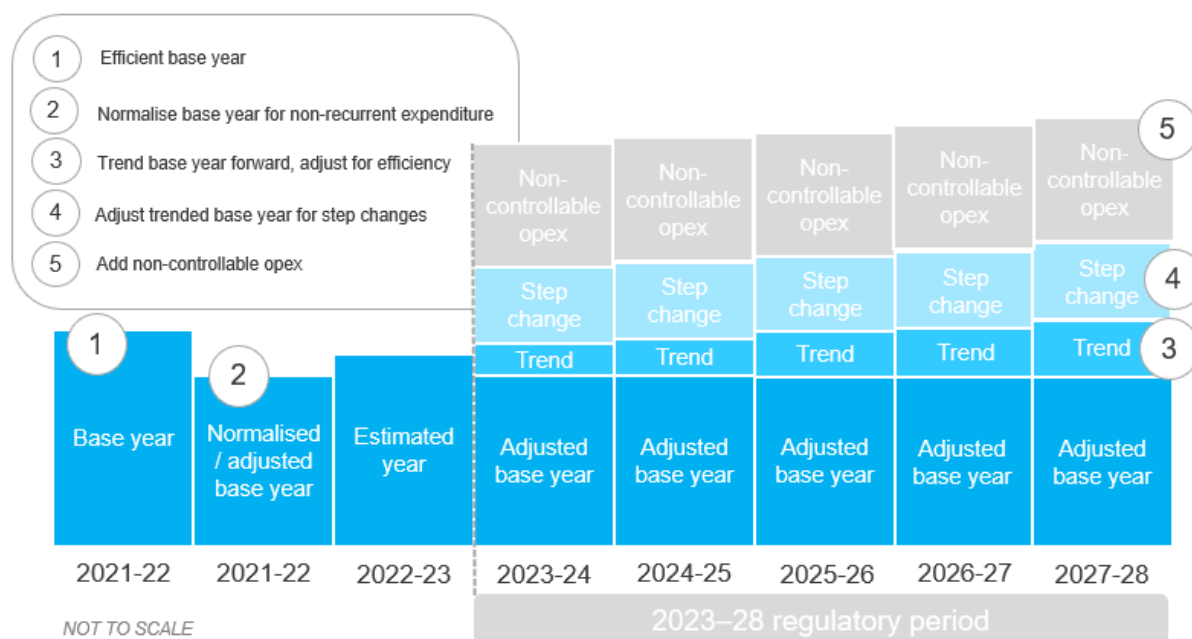 1
Efficient base year
2
Normalise base year for non-recurrent expenditure
3
Trend base year forward, adjust for efficiency
4
Adjust trended base year for step changes
5
Add non-controllable opex
1
Base year
2
Normalised
/ adjusted
base year
Estimated
year
Non-
controllable
opex
Step
change
Trend
Adjusted
base year
Non-
controllable
opex
Step
change
Trend
Adjusted
base year
Non-
controllable
opex
Step
change
Trend
Adjusted
base year
Non-
controllable
opex
Step
change
Trend
Adjusted
base year
5
Non-
controllable
opex
4
Step
change
3
Trend
Adjusted
base year
2021-22
2021-22
2022-23
2023-24
2024-25
2025-26
2026-27
2027-28
2023–28 regulatory period
NOT TO SCALE